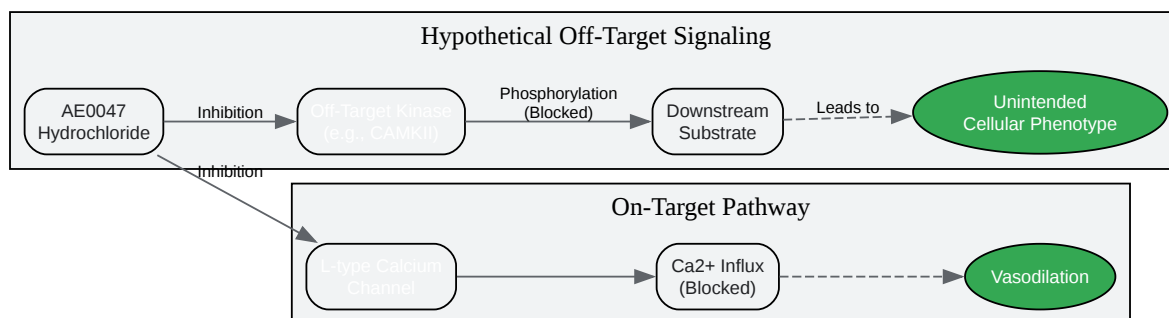 Hypothetical Off-Target Signaling
AE0047
Hydrochloride
Inhibition
Off-Target Kinase
(e.g., CAMKII)
Phosphorylation
(Blocked)
Downstream
Substrate
Leads to
Unintended
Cellular Phenotype
Inhibition
On-Target Pathway
L-type Calcium
Channel
Ca2+ Influx
(Blocked)
Vasodilation